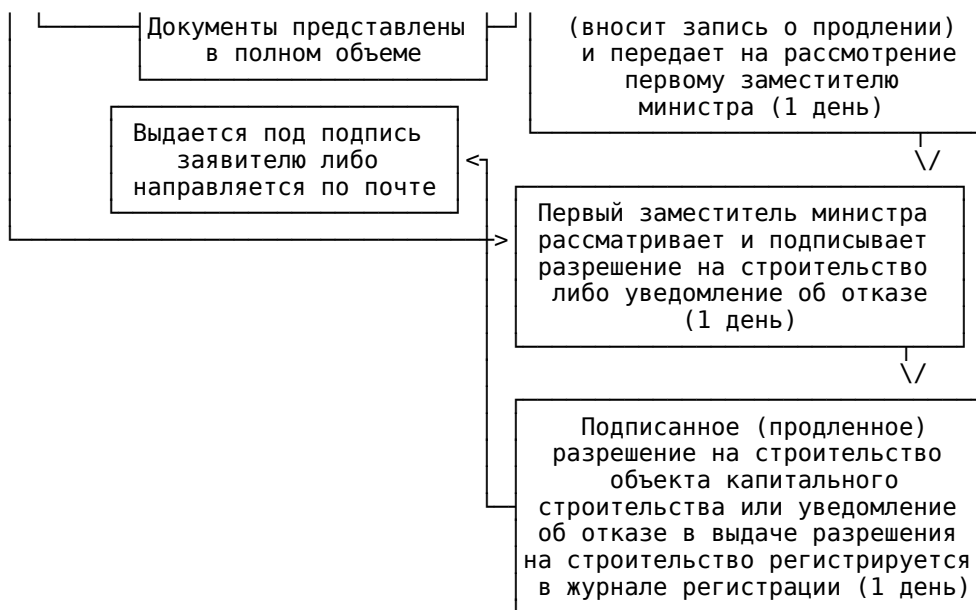 Документы представлены
в полном объеме
(вносит запись о продлении)
и передает на рассмотрение
первому заместителю
министра (1 день)
Выдается под подпись
заявителю либо
направляется по почте
Первый заместитель министра
рассматривает и подписывает
разрешение на строительство
либо уведомление об отказе
(1 день)
Подписанное (продленное)
разрешение на строительство
объекта капитального
строительства или уведомление
об отказе в выдаче разрешения
на строительство регистрируется
в журнале регистрации (1 день)